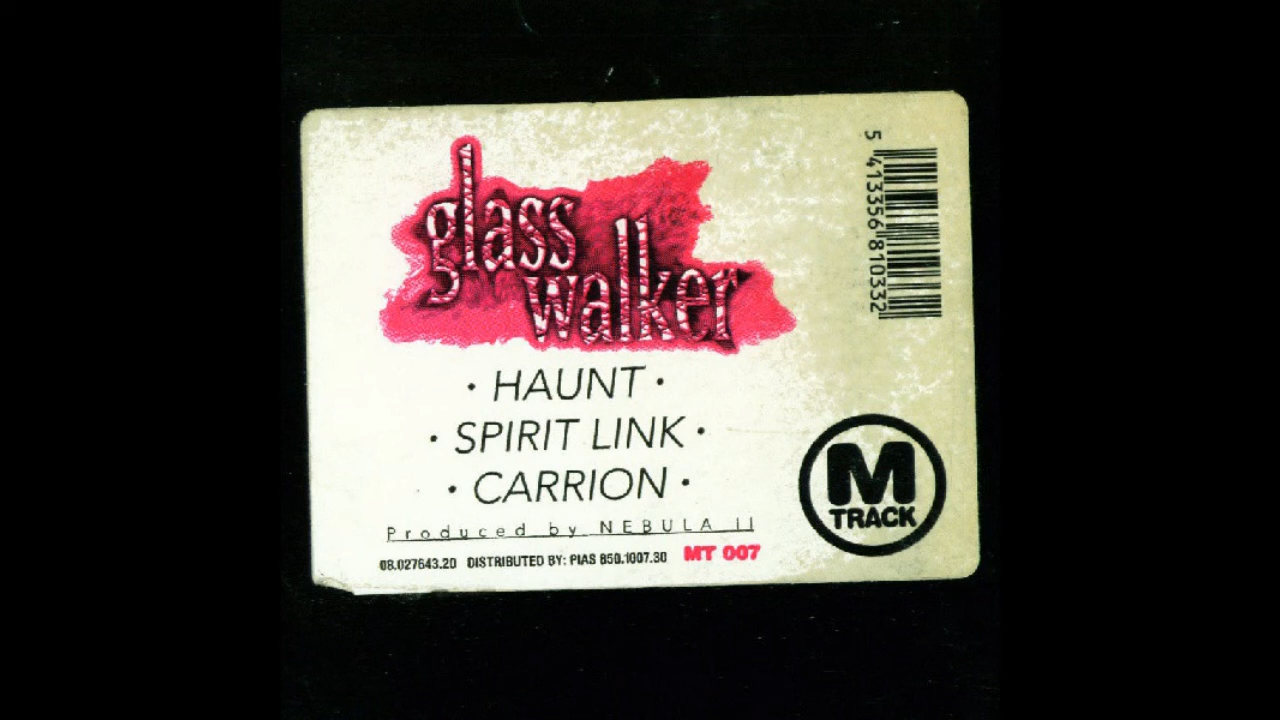 glass
walker
· HAUNT ·
· SPIRIT LINK ·
· CARRION ·
Produced by NEBULA II
08.027643.20 DISTRIBUTED BY: PIAS 850.1007.30 MT 007
5 413356 810332
M
TRACK